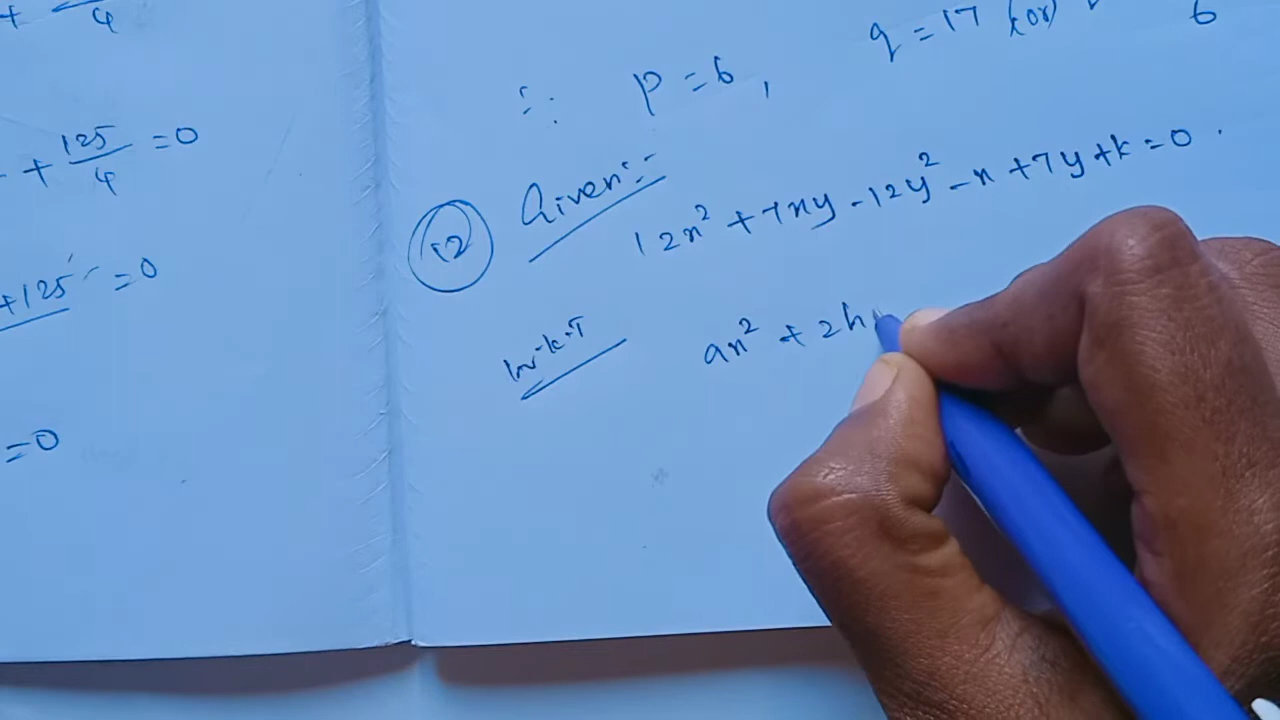 4
+ 125/4 = 0
+125 = 0
= 0
q = 17 (or)
6
∴ p = 6,
(12) Given:-
12x² + 7xy - 12y² - x + 7y + k = 0.
W.K.T ax² + 2h